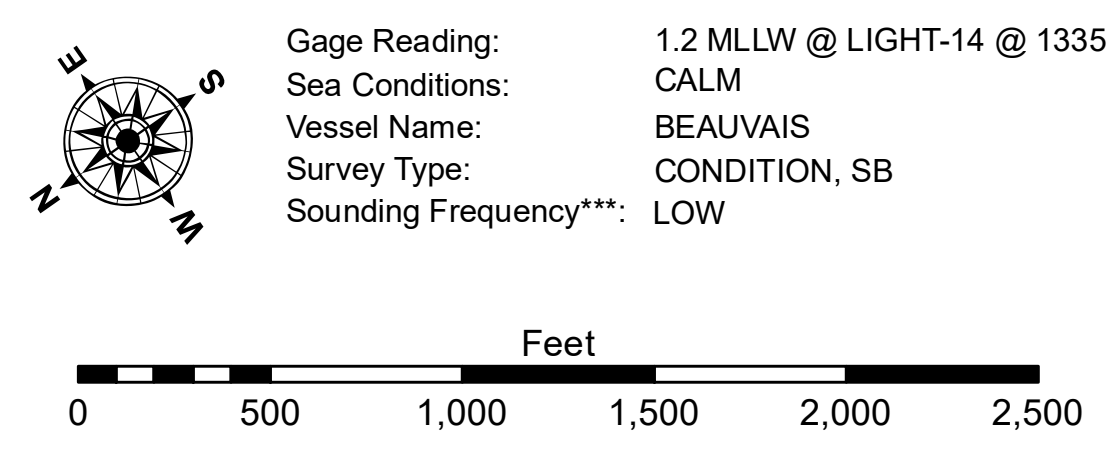 E
S
N
W
Gage Reading: 1.2 MLLW @ LIGHT-14 @ 1335
Sea Conditions: CALM
Vessel Name: BEAUVAIS
Survey Type: CONDITION, SB
Sounding Frequency***: LOW
Feet
0 500 1,000 1,500 2,000 2,500